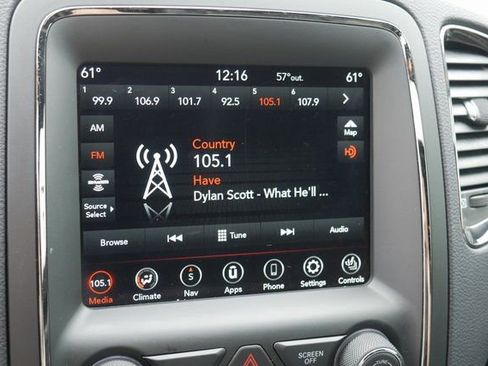 61° 12:16 57°out. 61°
1 2 3 4 5 6
99.9 106.9 101.7 92.5 105.1 107.9
AM
Map
Country
FM
105.1
Have
Dylan Scott - What He'll ...
Source
Select
Browse Tune Audio
105.1 S
Media Climate Nav Apps Phone Settings Controls
SCREEN
OFF